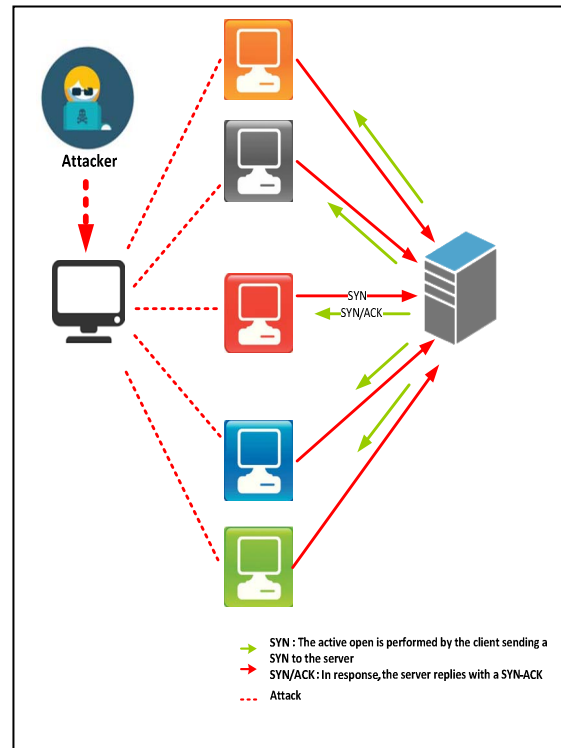 Attacker
SYN
SYN/ACK
SYN : The active open is performed by the client sending a
SYN to the server
SYN/ACK : In response, the server replies with a SYN-ACK
Attack